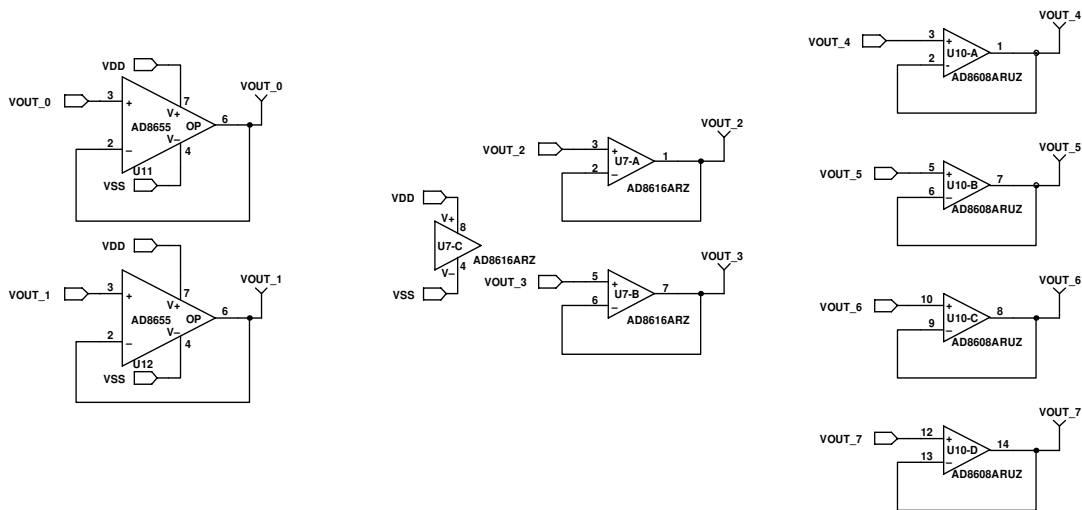 VDD
VOUT_0
3
+
7
V+
AD8655
OP
6
VOUT_0
2
–
V–
4
U11
VSS
VDD
VOUT_1
3
+
7
V+
AD8655
OP
6
VOUT_1
2
–
V–
4
U12
VSS
VDD
V+
8
U7-C
AD8616ARZ
V–
4
VSS
VOUT_2
3
+
U7-A
1
VOUT_2
2
–
AD8616ARZ
VOUT_3
5
+
U7-B
7
VOUT_3
6
–
AD8616ARZ
VOUT_4
3
+
U10-A
1
VOUT_4
2
-
AD8608ARUZ
VOUT_5
5
+
U10-B
7
VOUT_5
6
–
AD8608ARUZ
VOUT_6
10
+
U10-C
8
VOUT_6
9
–
AD8608ARUZ
VOUT_7
12
+
U10-D
14
VOUT_7
13
–
AD8608ARUZ